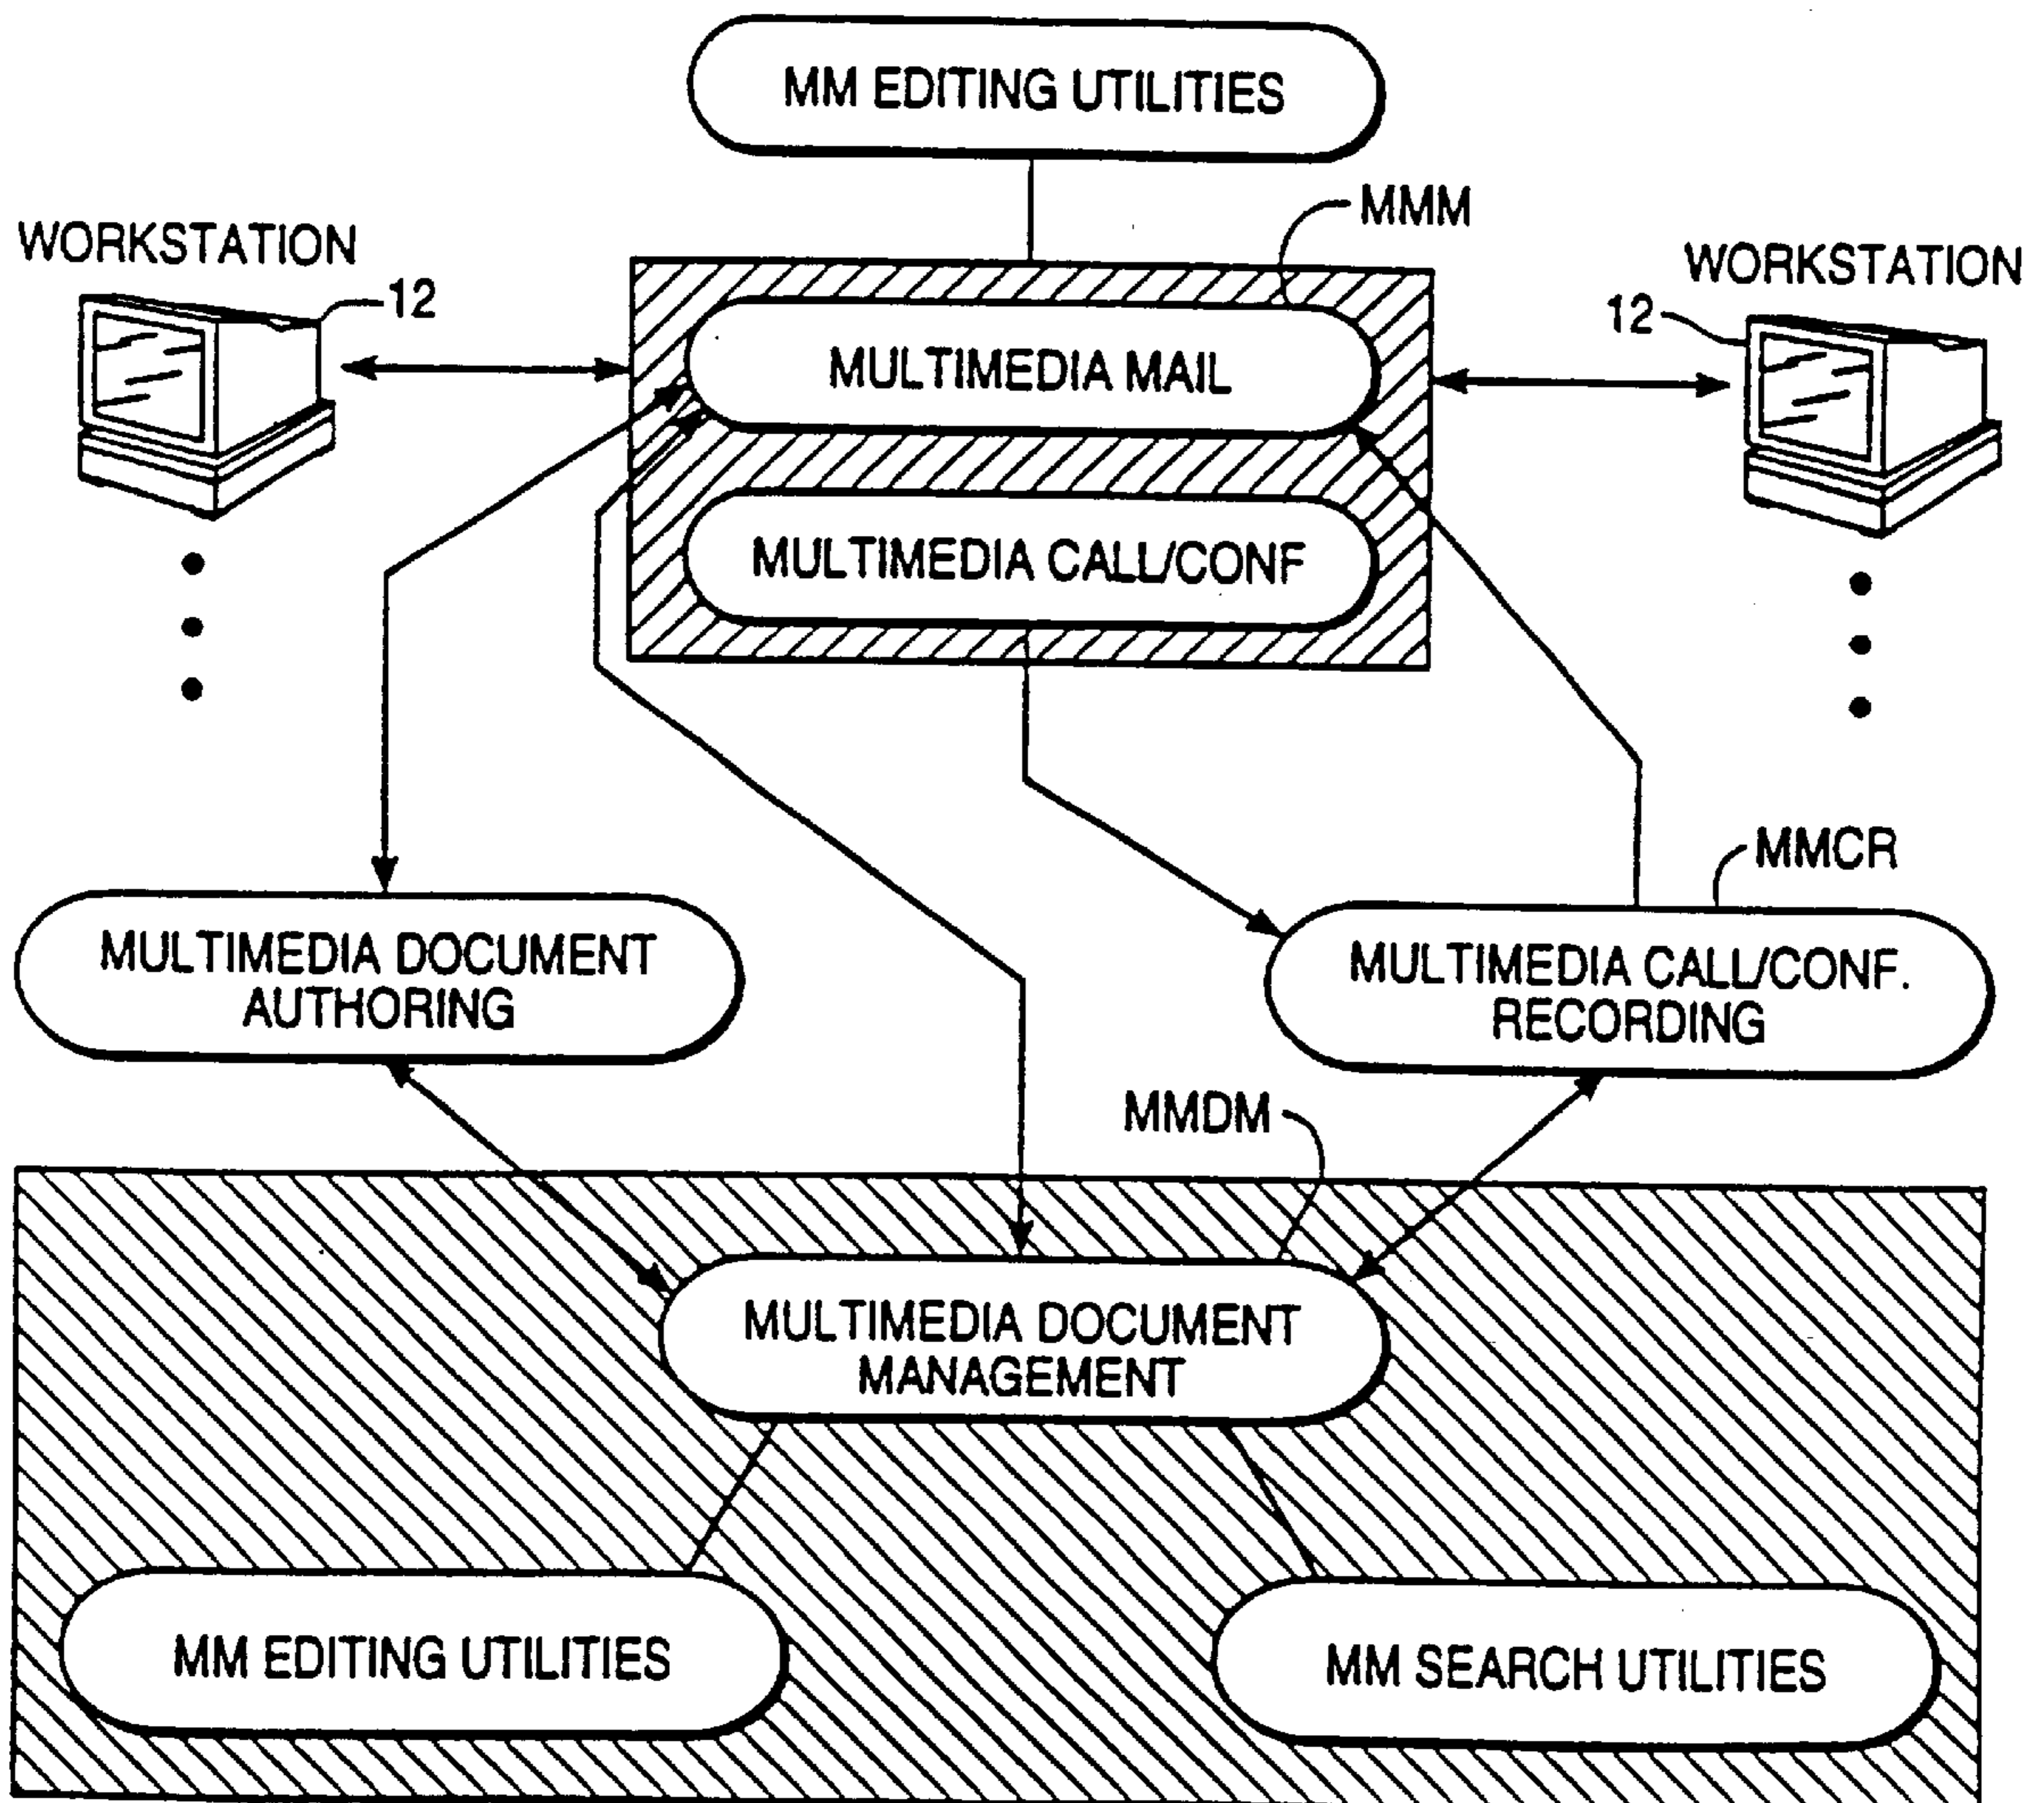 MM EDITING UTILITIES
MMM
WORKSTATION
12
WORKSTATION
12
MULTIMEDIA MAIL
MULTIMEDIA CALL/CONF
MMCR
MULTIMEDIA DOCUMENT
AUTHORING
MULTIMEDIA CALL/CONF.
RECORDING
MMDM
MULTIMEDIA DOCUMENT
MANAGEMENT
MM EDITING UTILITIES
MM SEARCH UTILITIES